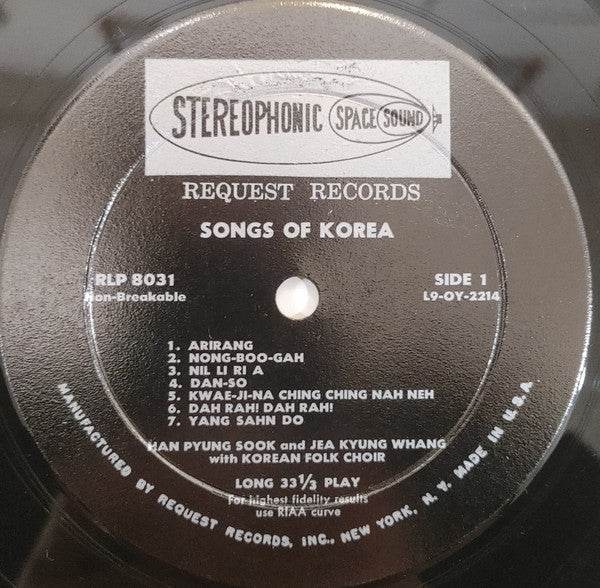 STEREOPHONIC SPACE SOUND
REQUEST RECORDS
SONGS OF KOREA
RLP 8031
Non-Breakable
SIDE 1
L9-OY-2214
1. ARIRANG
2. NONG-BOO-GAH
3. NIL LI RI A
4. DAN-SO
5. KWAE-JI-NA CHING CHING NAH NEH
6. DAH RAH! DAH RAH!
7. YANG SAHN DO
HAN PYUNG SOOK and JEA KYUNG WHANG
with KOREAN FOLK CHOIR
LONG 33⅓ PLAY
For highest fidelity results
use RIAA curve
MANUFACTURED BY REQUEST RECORDS, INC., NEW YORK, N. Y. MADE IN U.S.A.